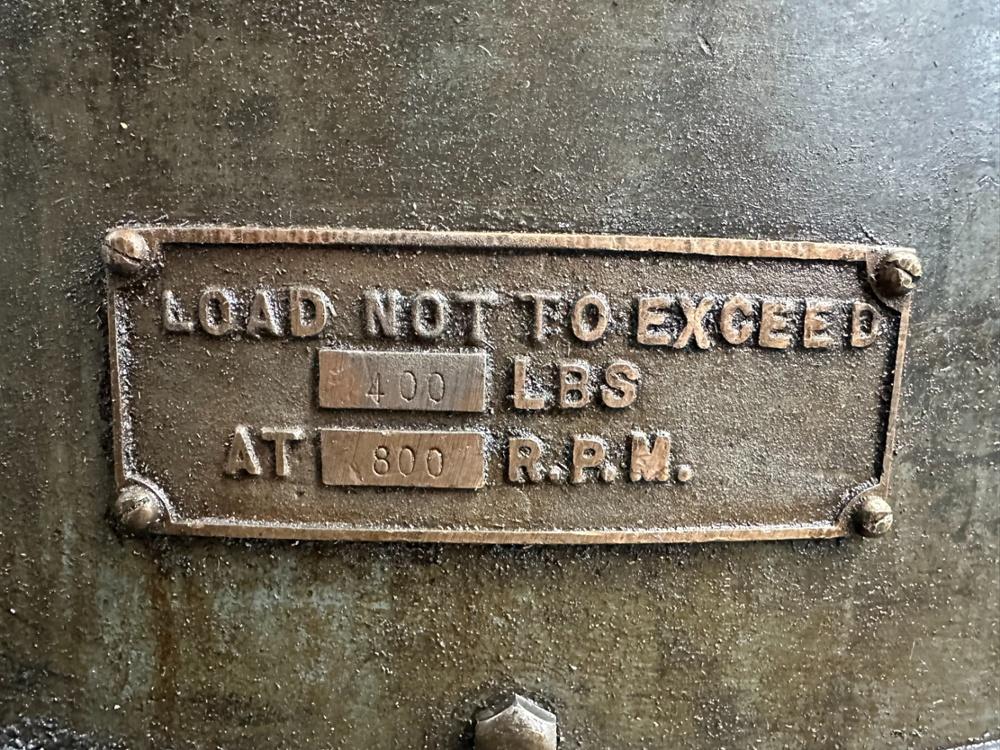 LOAD NOT TO EXCEED
400 LBS
AT 800 R.P.M.